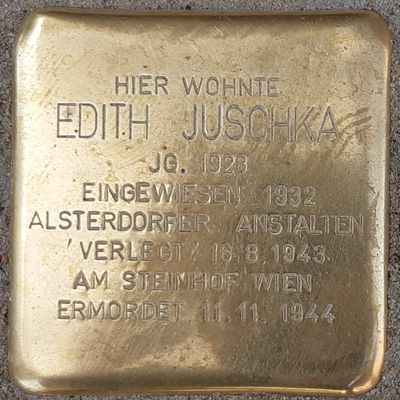 HIER WOHNTE
EDITH JUSCHKA
JG. 1928
EINGEWIESEN 1932
ALSTERDORFER ANSTALTEN
'VERLEGT' 16.8.1943
AM STEINHOF WIEN
ERMORDET 11.11.1944